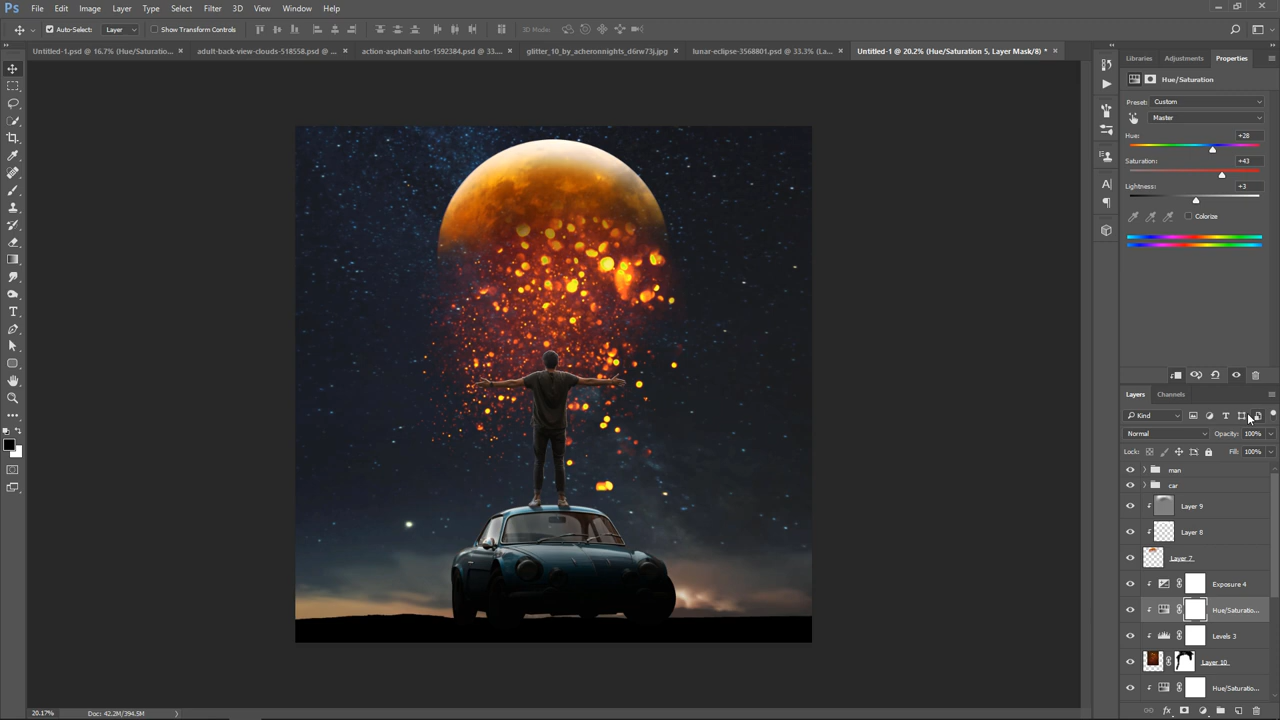 Ps File Edit Image Layer Type Select Filter 3D View Window Help
Auto-Select: Layer Show Transform Controls 3D Mode:
Untitled-1.psd @ 16.7% (Hue/Saturatio... × adult-back-view-clouds-518558.psd @ ... × action-asphalt-auto-1592384.psd @ 33.... × glitter_10_by_acheronnights_d6rw73j.jpg × lunar-eclipse-3568801.psd @ 33.3% (La... × Untitled-1 @ 20.2% (Hue/Saturation 5, Layer Mask/8) * ×
Libraries Adjustments Properties
Hue/Saturation
Preset: Custom
Master
Hue: +28
Saturation: +43
Lightness: +3
Colorize
Layers Channels
Kind
Normal Opacity: 100%
Lock: Fill: 100%
man
car
Layer 9
Layer 8
Layer 7
Exposure 4
Hue/Saturatio...
Levels 3
Layer 10
Hue/Saturatio...
20.17% Doc: 42.2M/394.5M